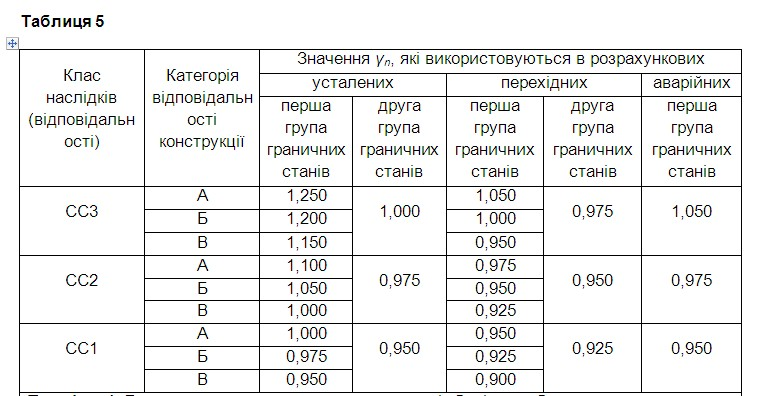 Таблиця 5
Клас наслідків (відповідальн ості)
Категорія відповідальн ості конструкції
Значення γn, які використовуються в розрахункових
усталених перехідних аварійних
перша група граничних станів
друга група граничних станів
перша група граничних станів
друга група граничних станів
перша група граничних станів
СС3 А 1,250 1,000 1,050 0,975 1,050
Б 1,200 1,000
В 1,150 0,950
СС2 А 1,100 0,975 0,975 0,950 0,975
Б 1,050 0,950
В 1,000 0,925
СС1 А 1,000 0,950 0,950 0,925 0,950
Б 0,975 0,925
В 0,950 0,900